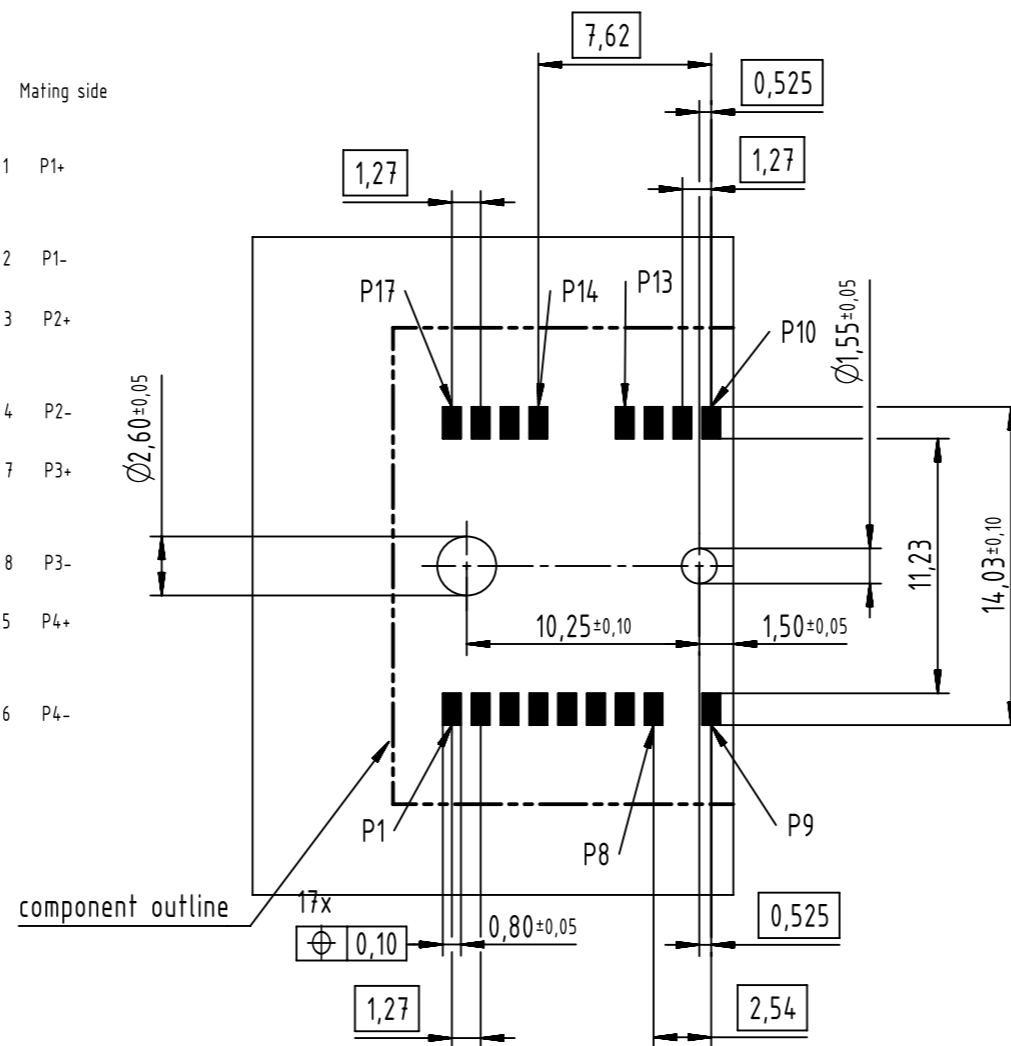 7,62
Mating side
0,525
1,27
1,27
1 P1+
2 P1-
3 P2+
4 P2-
7 P3+
8 P3-
5 P4+
6 P4-
P17
P14
P13
P10
Ø1,55±0,05
Ø2,60±0,05
11,23
14,03±0,10
10,25±0,10
1,50±0,05
P1
P8
P9
component outline
17x
⌖ 0,10
0,80±0,05
0,525
1,27
2,54